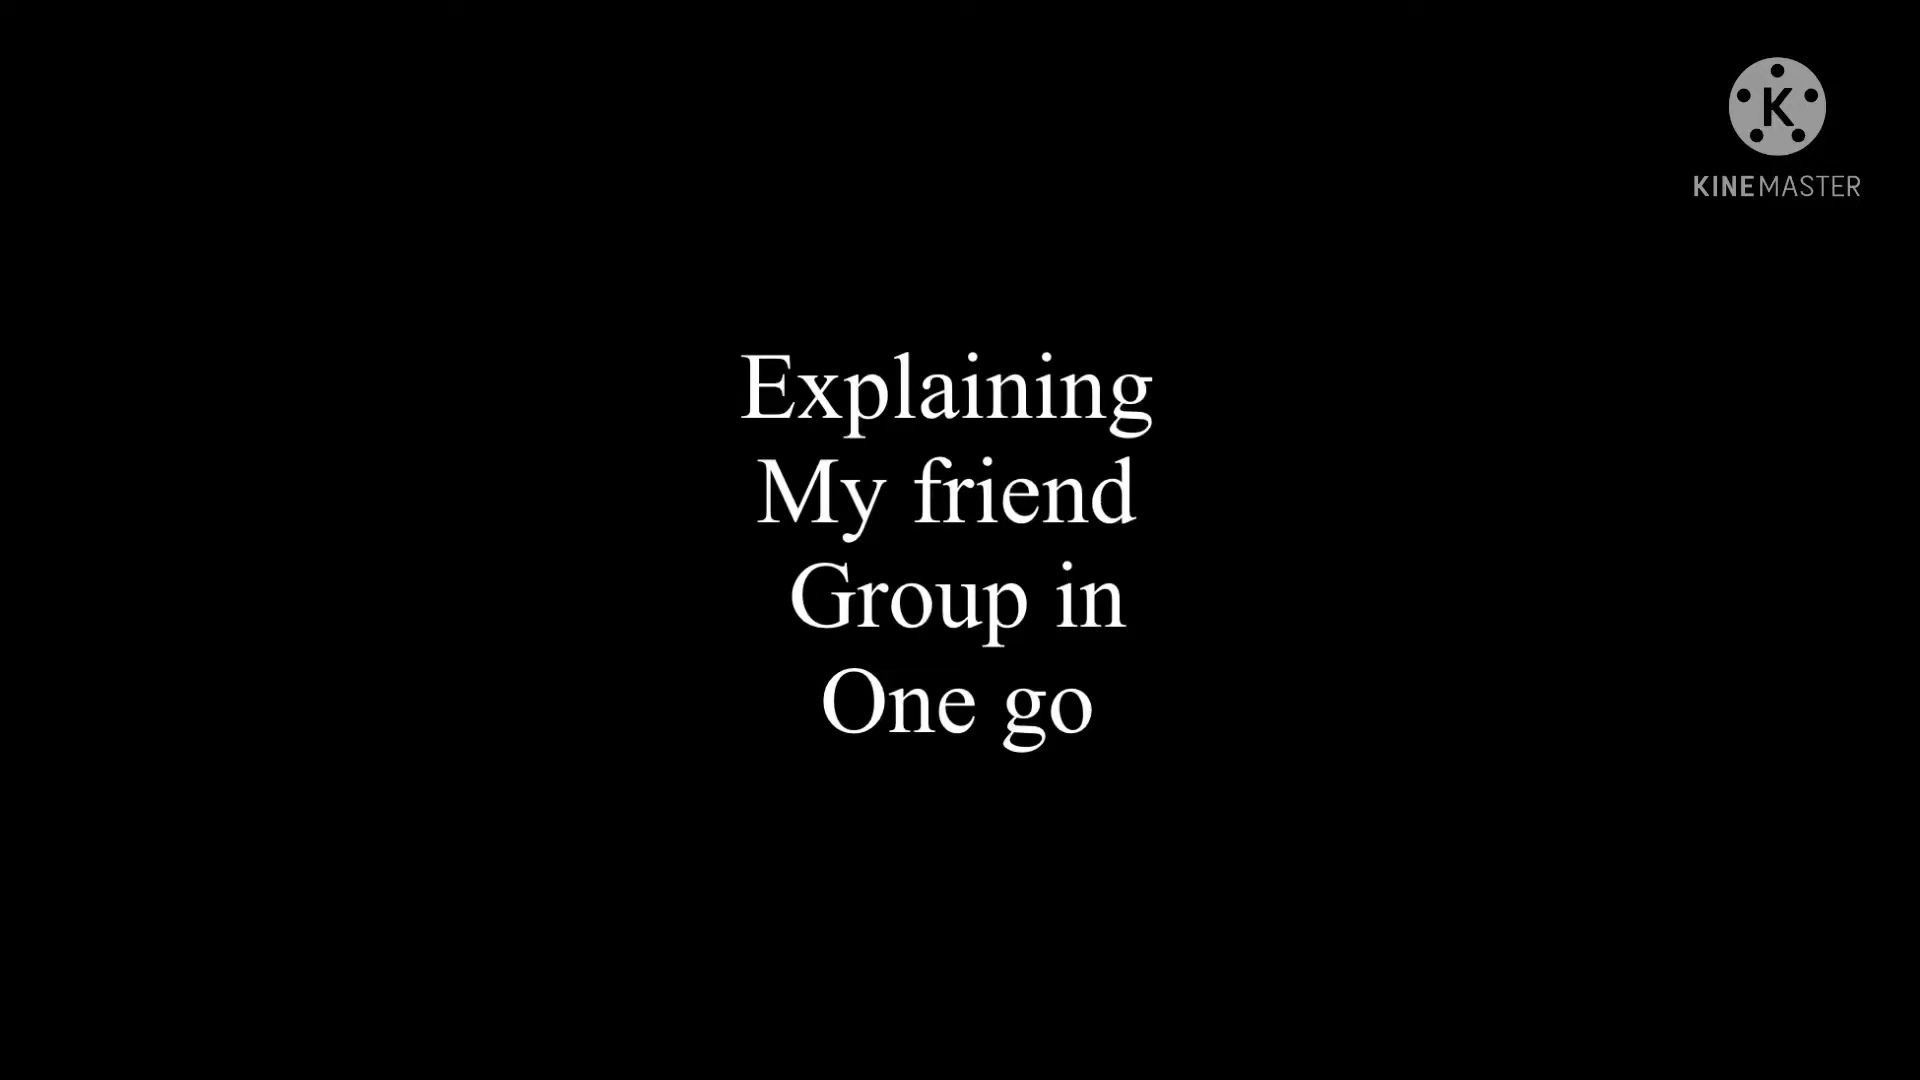 K
KINEMASTER
Explaining
My friend
Group in
One go